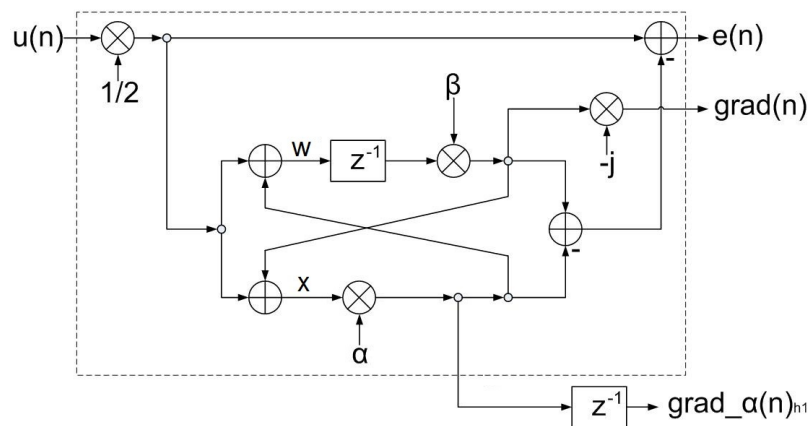 u(n)
e(n)
-
1/2
β
grad(n)
w
z⁻¹
-j
-
x
α
z⁻¹
grad_α(n)h1